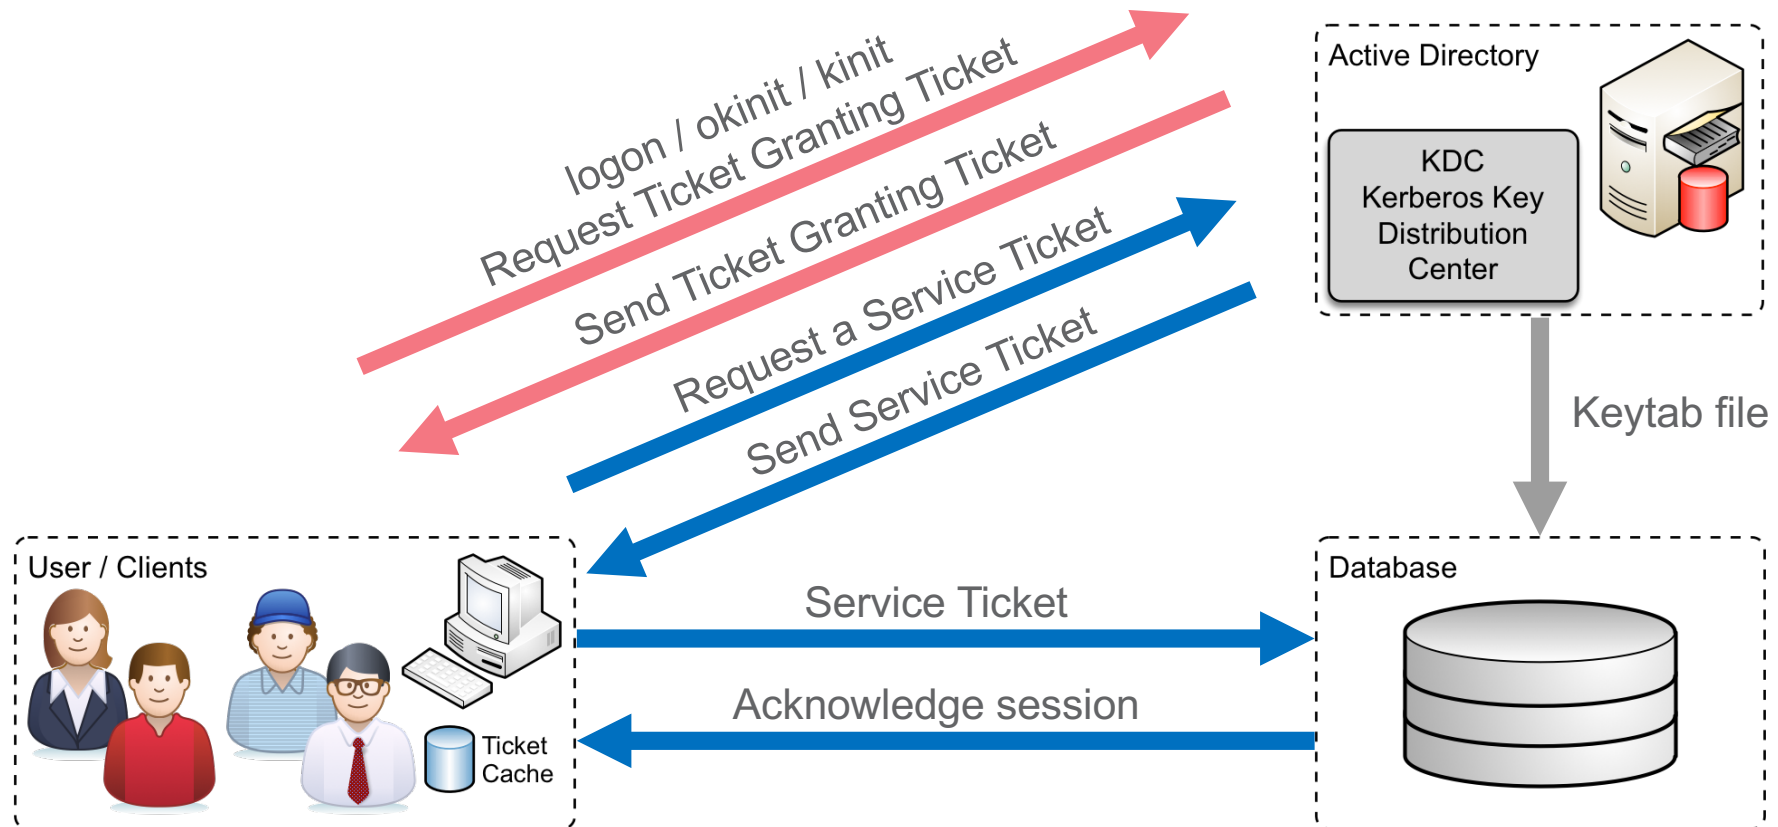 logon / okinit / kinit
Request Ticket Granting Ticket
Send Ticket Granting Ticket
Request a Service Ticket
Send Service Ticket
Active Directory
KDC
Kerberos Key
Distribution
Center
Keytab file
User / Clients
Ticket
Cache
Service Ticket
Acknowledge session
Database